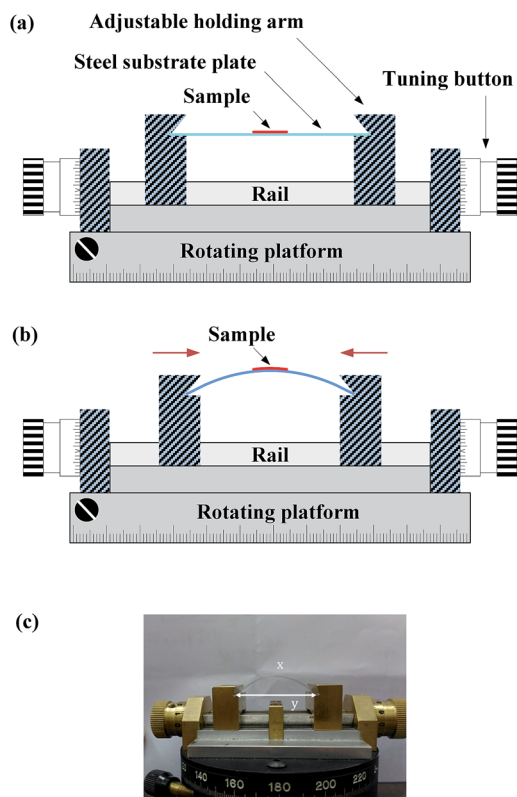 (a)
Adjustable holding arm
Steel substrate plate
Sample
Tuning button
Rail
Rotating platform
(b)
Sample
Rail
Rotating platform
(c)
x
y
140 160 180 200 220